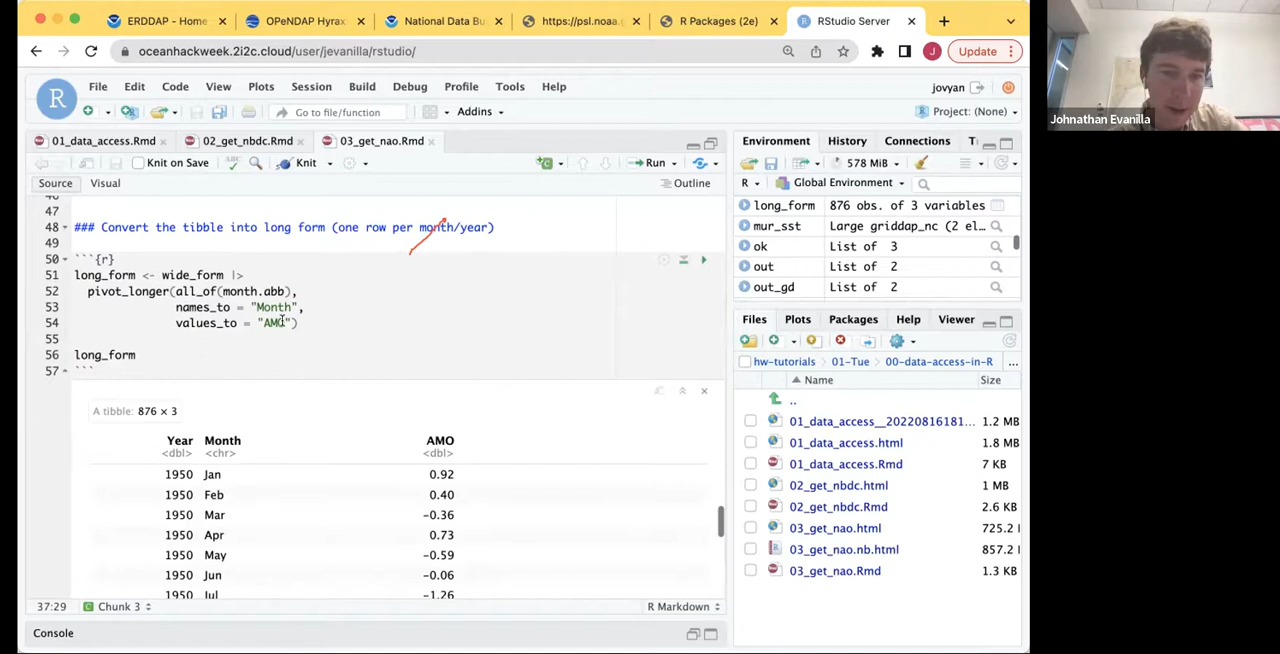 ERDDAP - Home
OPeNDAP Hyrax
National Data Bu
https://psl.noaa.g
R Packages (2e)
RStudio Server
oceanhackweek.2i2c.cloud/user/jevanilla/rstudio/
J
Update
Johnathan Evanilla
R
File Edit Code View Plots Session Build Debug Profile Tools Help
jovyan
Go to file/function
Addins
Project: (None)
01_data_access.Rmd
02_get_nbdc.Rmd
03_get_nao.Rmd
Knit on Save
ABC
Knit
Run
Source Visual
Outline
46
47
48 ### Convert the tibble into long form (one row per month/year)
49
50 ```{r}
51 long_form <- wide_form |>
52 pivot_longer(all_of(month.abb),
53 names_to = "Month",
54 values_to = "AMO")
55
56 long_form
57 ```
A tibble: 876 × 3
Year Month AMO
<dbl> <chr> <dbl>
1950 Jan 0.92
1950 Feb 0.40
1950 Mar -0.36
1950 Apr 0.73
1950 May -0.59
1950 Jun -0.06
1950 Jul -1.26
37:29 C Chunk 3 R Markdown
Console
Environment History Connections T
578 MiB
R Global Environment
long_form 876 obs. of 3 variables
mur_sst Large griddap_nc (2 el…
ok List of 3
out List of 2
out_gd List of 2
Files Plots Packages Help Viewer
hw-tutorials 01-Tue 00-data-access-in-R ...
Name Size
..
01_data_access__20220816181... 1.2 MB
01_data_access.html 1.8 MB
01_data_access.Rmd 7 KB
02_get_nbdc.html 1 MB
02_get_nbdc.Rmd 2.6 KB
03_get_nao.html 725.2
03_get_nao.nb.html 857.2
03_get_nao.Rmd 1.3 KB